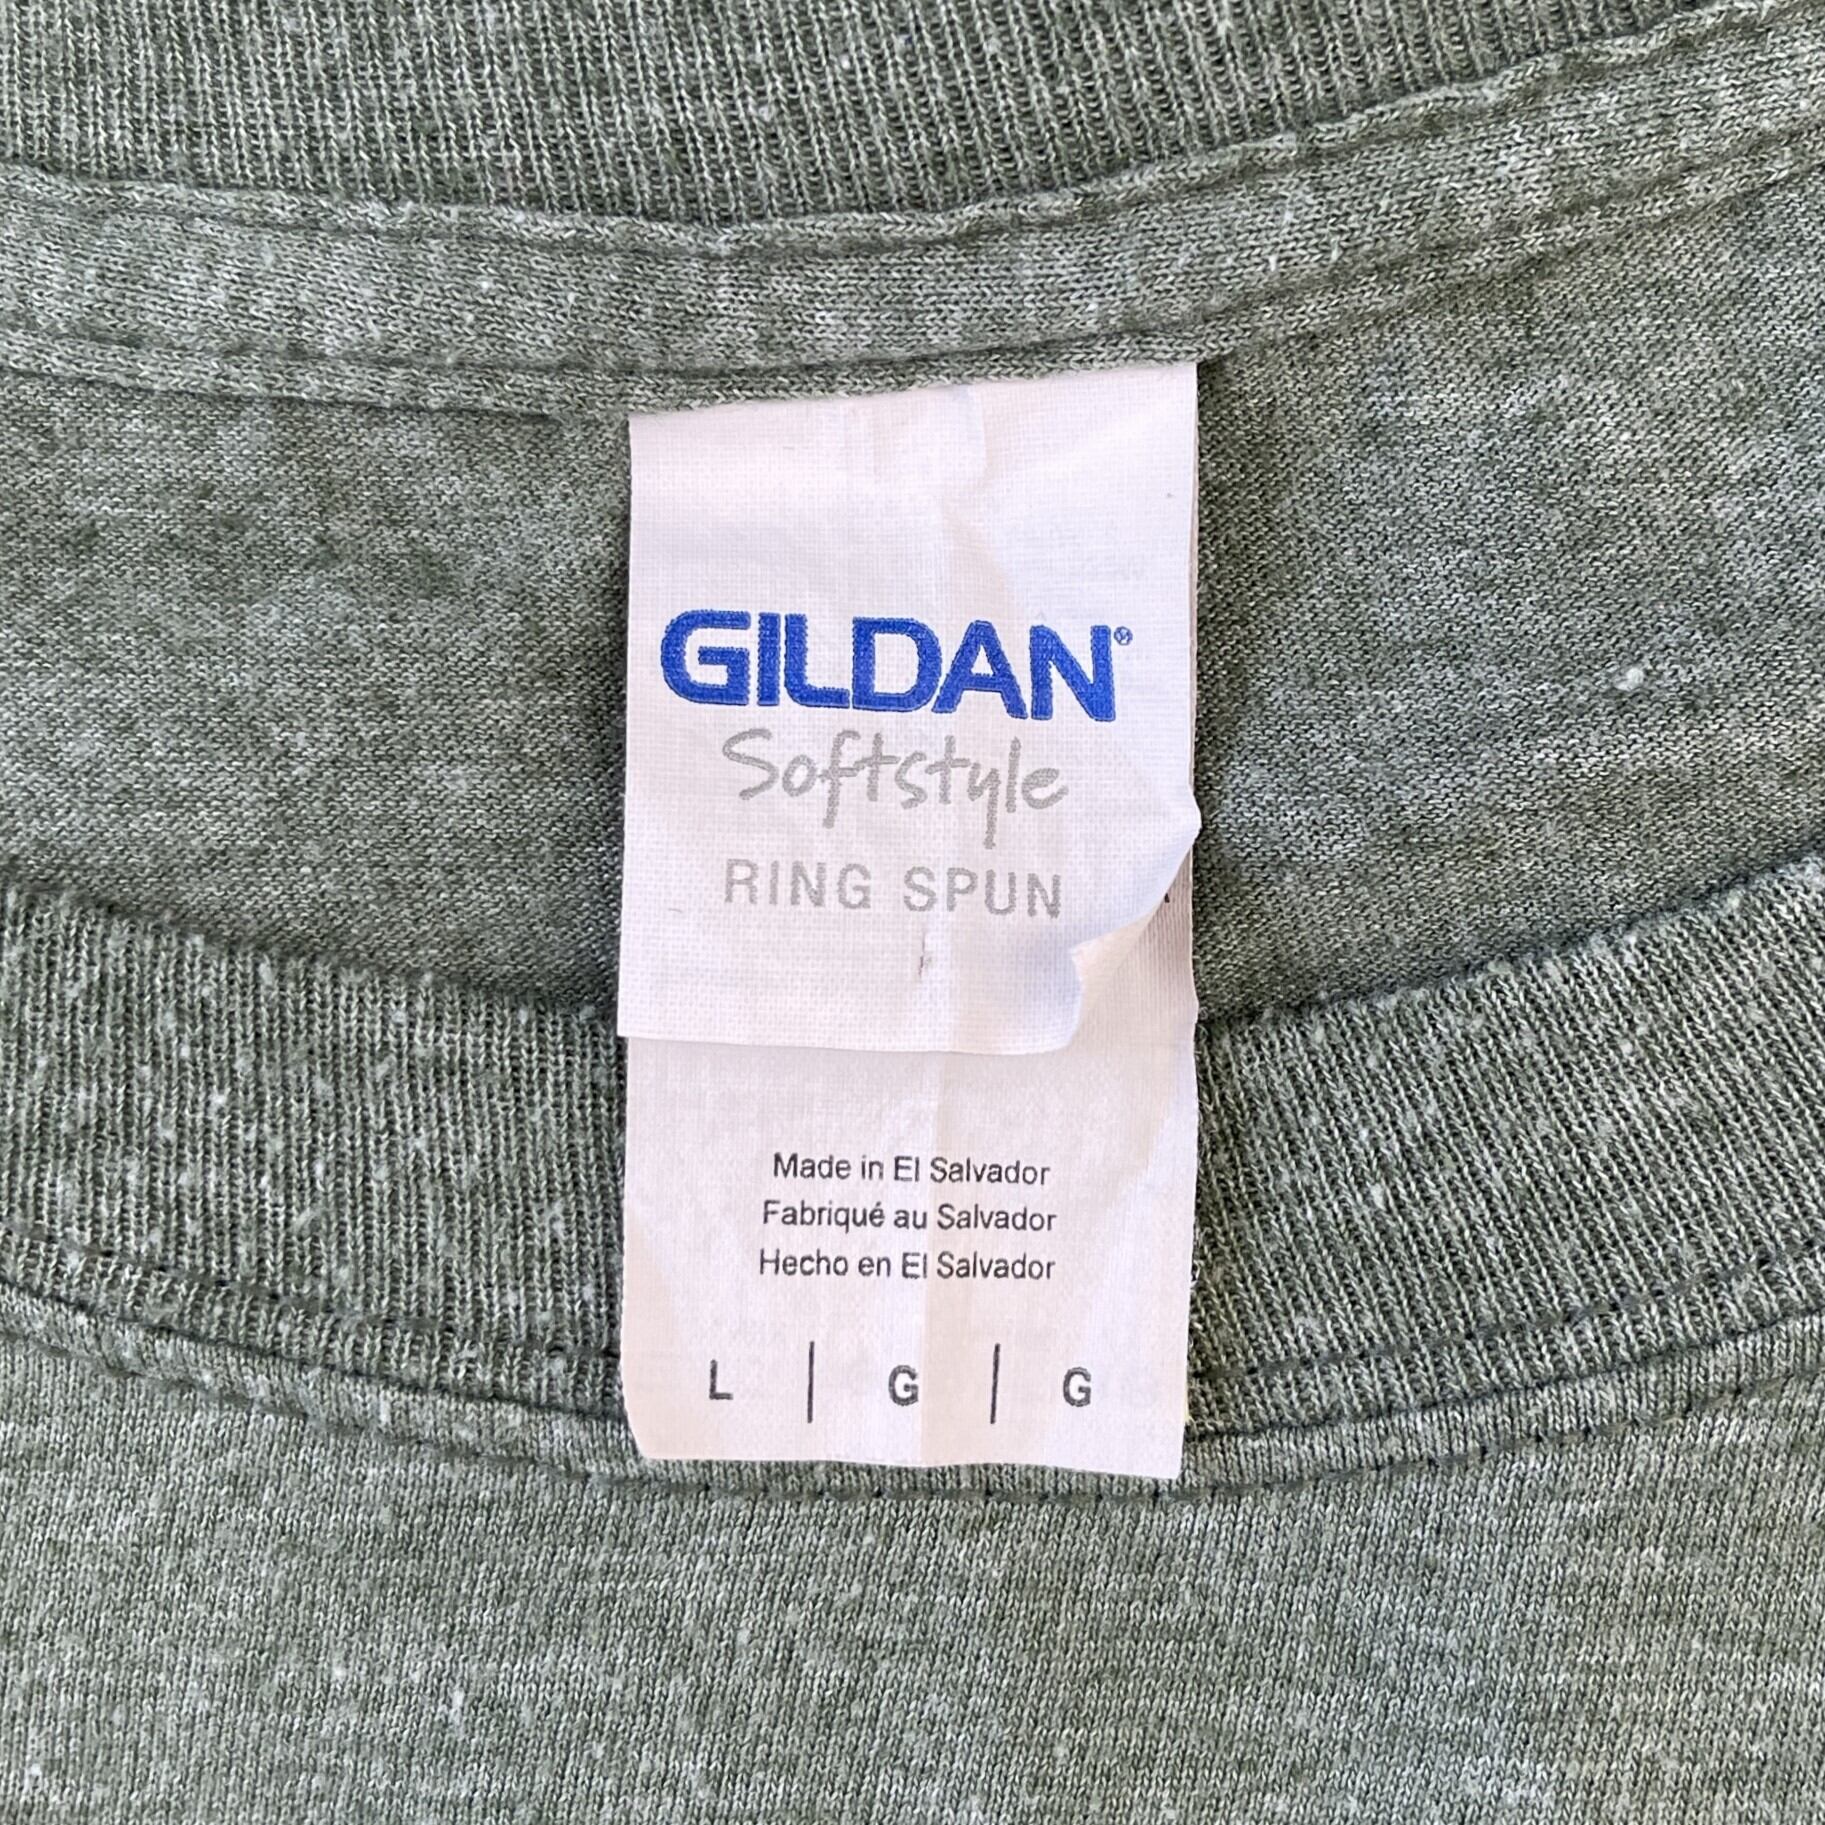 GILDAN®
Softstyle
RING SPUN
Made in El Salvador
Fabriqué au Salvador
Hecho en El Salvador
L | G | G